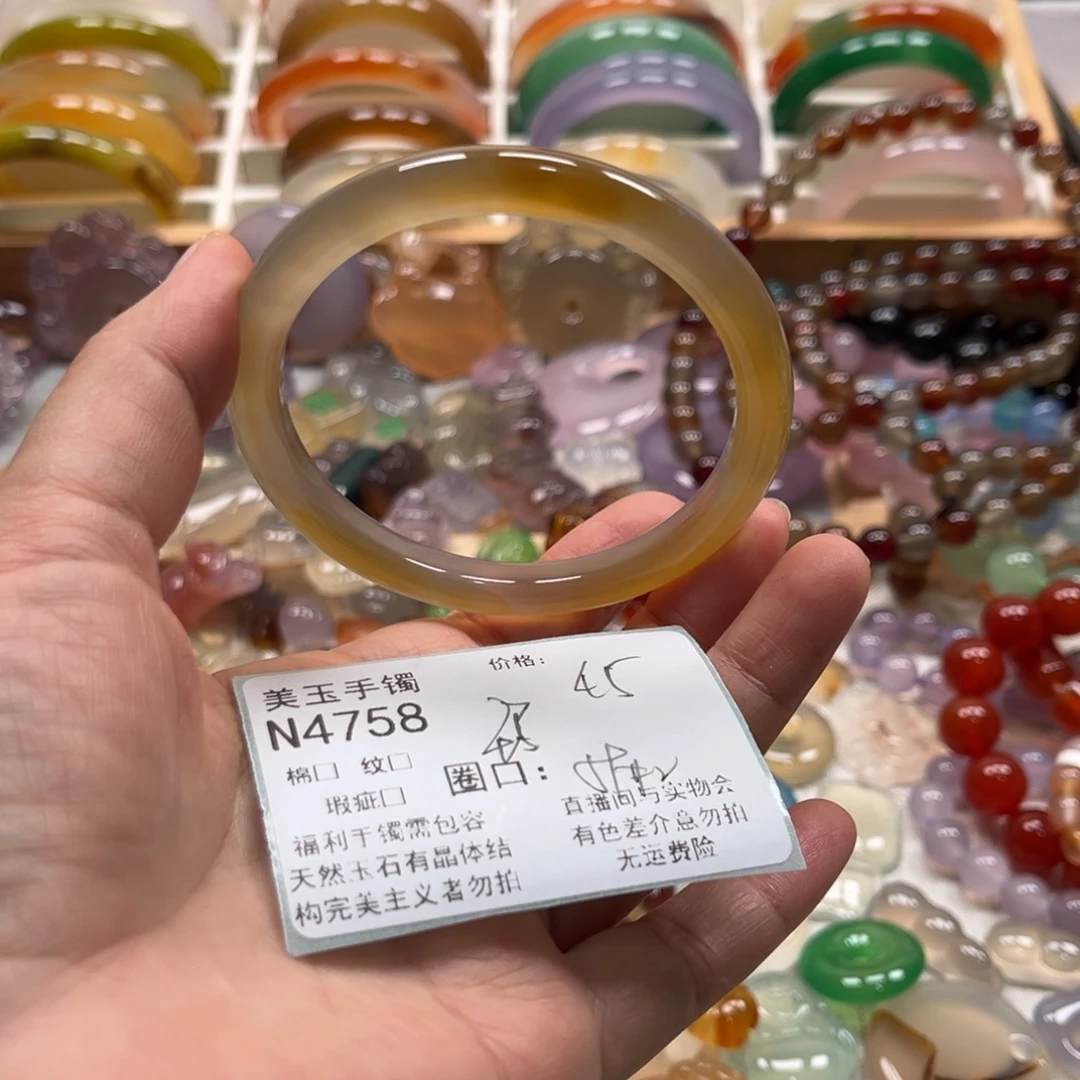 价格: 45
美玉手镯
N4758
棉□ 纹□
圈口:
瑕疵□
福利手镯需包容
天然玉石有晶体结
构完美主义者勿拍
直播间与实物会
有色差介意勿拍
无运费险